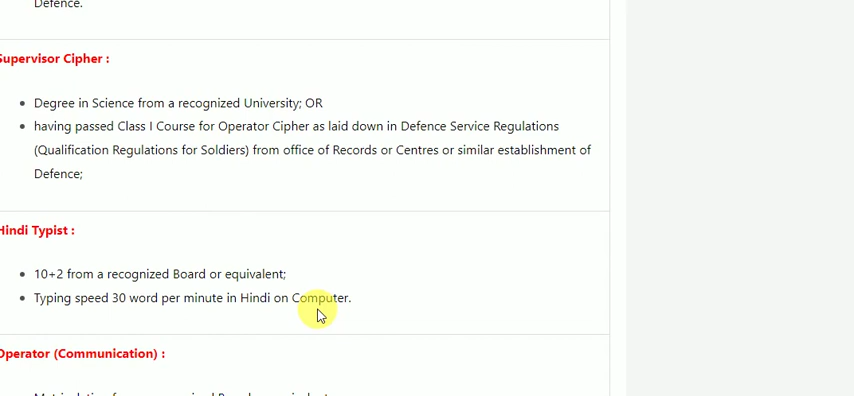 Defence.
Supervisor Cipher :
Degree in Science from a recognized University; OR
having passed Class I Course for Operator Cipher as laid down in Defence Service Regulations
(Qualification Regulations for Soldiers) from office of Records or Centres or similar establishment of
Defence;
Hindi Typist :
10+2 from a recognized Board or equivalent;
Typing speed 30 word per minute in Hindi on Computer.
Operator (Communication) :